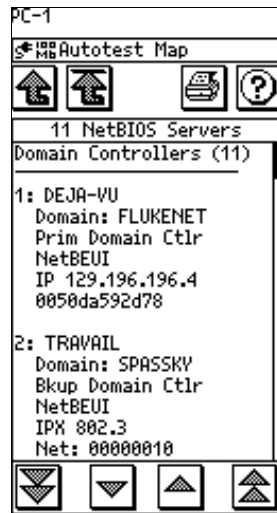 PC-1
100 MB Autotest Map
?
11 NetBIOS Servers
Domain Controllers (11)
1: DEJA-VU
Domain: FLUKENET
Prim Domain Ctlr
NetBEUI
IP 129.196.196.4
0050da592d78
2: TRAVAIL
Domain: SPASSKY
Bkup Domain Ctlr
NetBEUI
IPX 802.3
Net: 00000010